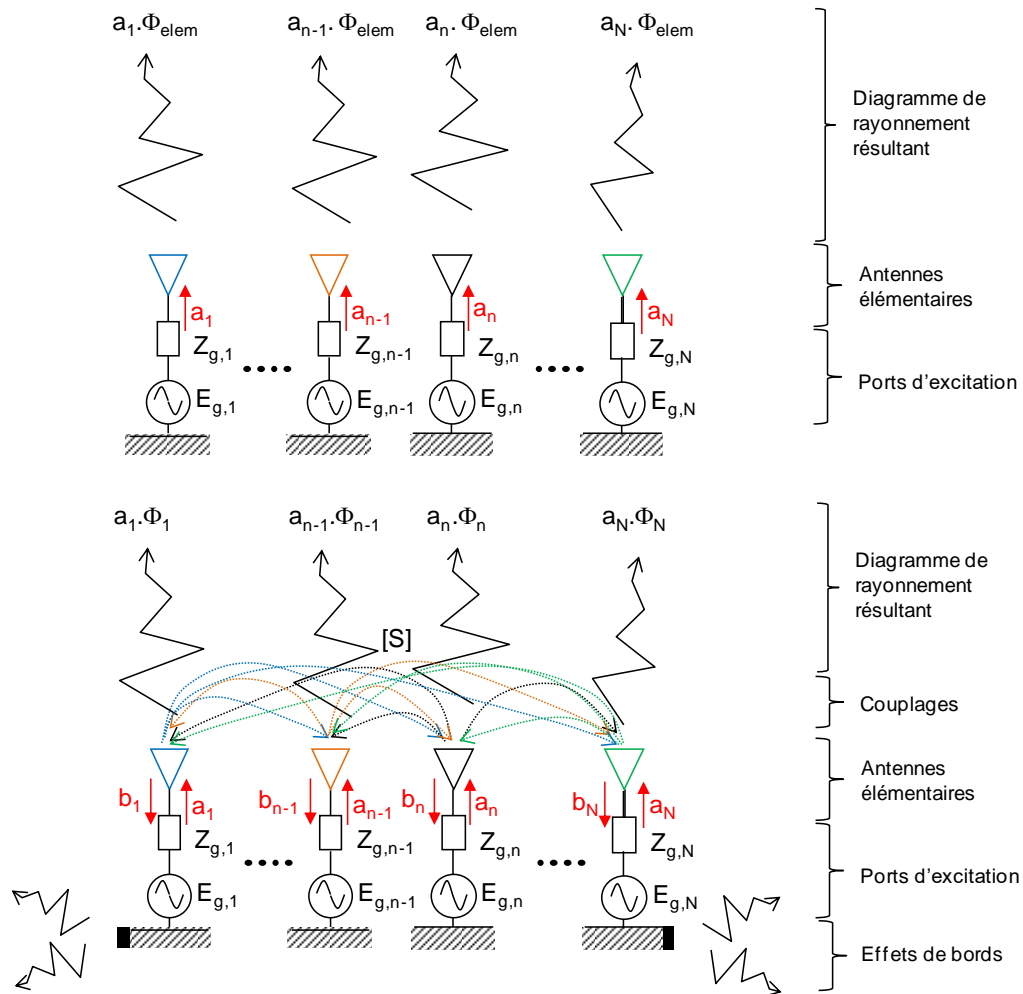 a1.Φelem an-1.Φelem an.Φelem aN.Φelem
Diagramme de
rayonnement
résultant
Antennes
élémentaires
a1 an-1 an aN
Zg,1 Zg,n-1 Zg,n Zg,N
Ports d'excitation
Eg,1 Eg,n-1 Eg,n Eg,N
a1.Φ1 an-1.Φn-1 an.Φn aN.ΦN
Diagramme de
rayonnement
résultant
[S]
Couplages
Antennes
élémentaires
b1 a1 bn-1 an-1 bn an bN aN
Zg,1 Zg,n-1 Zg,n Zg,N
Ports d'excitation
Eg,1 Eg,n-1 Eg,n Eg,N
Effets de bords